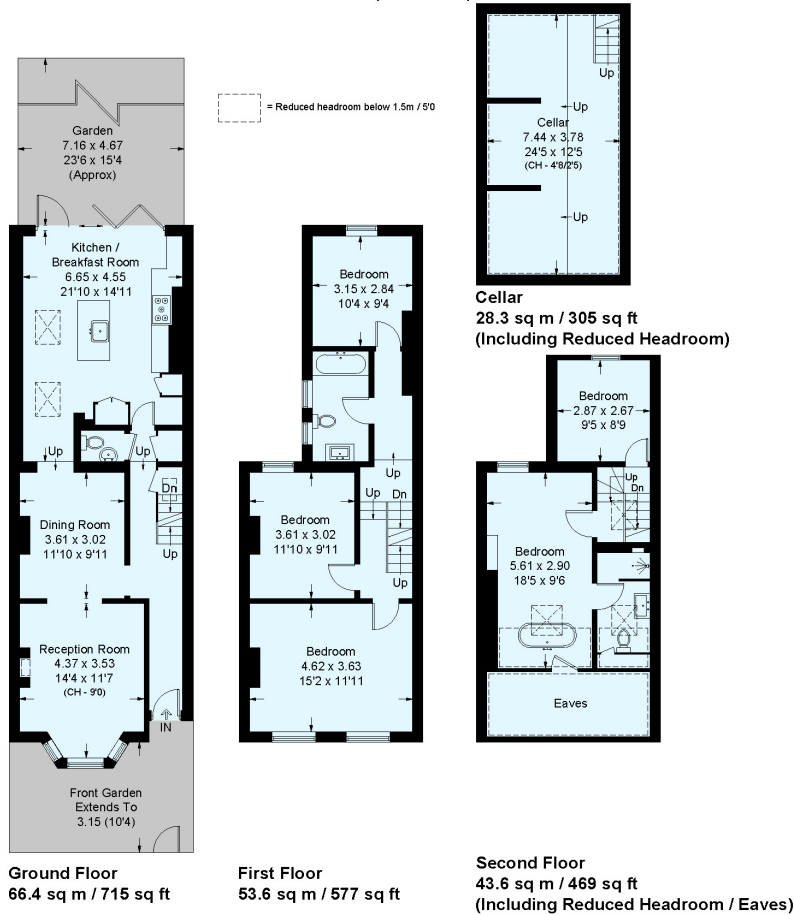 Garden
7.16 x 4.67
23'6 x 15'4
(Approx)
= Reduced headroom below 1.5m / 5'0
Up
Up
Cellar
7.44 x 3.78
24'5 x 12'5
(CH - 4'8/2'5)
Up
Cellar
28.3 sq m / 305 sq ft
(Including Reduced Headroom)
Kitchen /
Breakfast Room
6.65 x 4.55
21'10 x 14'11
Up
Up
Dn
Up
Dining Room
3.61 x 3.02
11'10 x 9'11
Reception Room
4.37 x 3.53
14'4 x 11'7
(CH - 9'0)
IN
Front Garden
Extends To
3.15 (10'4)
Ground Floor
66.4 sq m / 715 sq ft
Bedroom
3.15 x 2.84
10'4 x 9'4
Up
Up
Dn
Up
Bedroom
3.61 x 3.02
11'10 x 9'11
Bedroom
4.62 x 3.63
15'2 x 11'11
First Floor
53.6 sq m / 577 sq ft
Bedroom
2.87 x 2.67
9'5 x 8'9
Up
Dn
Bedroom
5.61 x 2.90
18'5 x 9'6
Eaves
Second Floor
43.6 sq m / 469 sq ft
(Including Reduced Headroom / Eaves)